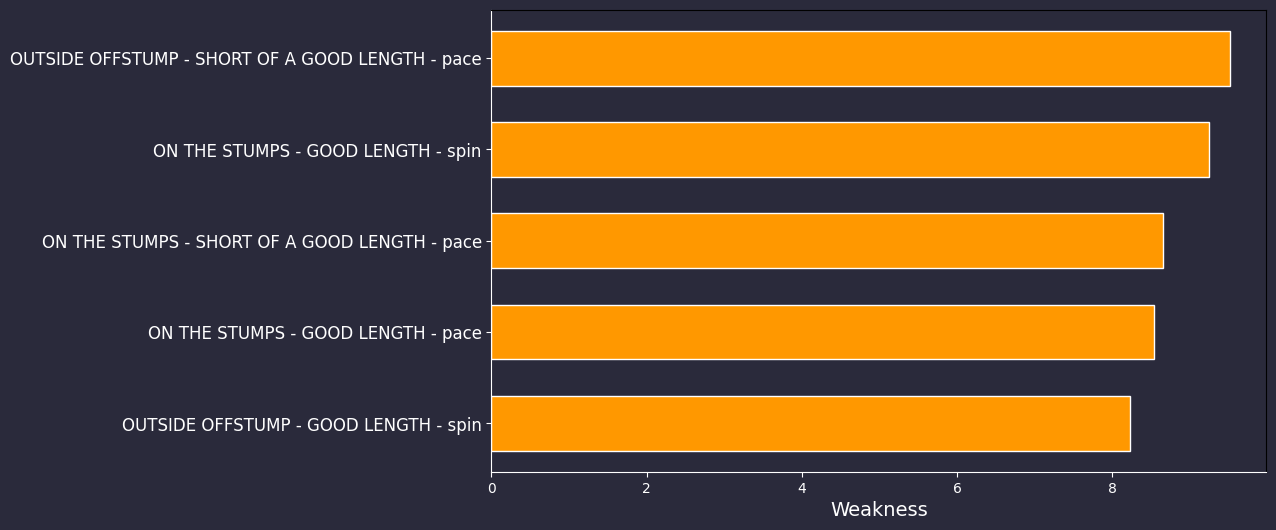 OUTSIDE OFFSTUMP - SHORT OF A GOOD LENGTH - pace
ON THE STUMPS - GOOD LENGTH - spin
ON THE STUMPS - SHORT OF A GOOD LENGTH - pace
ON THE STUMPS - GOOD LENGTH - pace
OUTSIDE OFFSTUMP - GOOD LENGTH - spin
0 2 4 6 8
Weakness